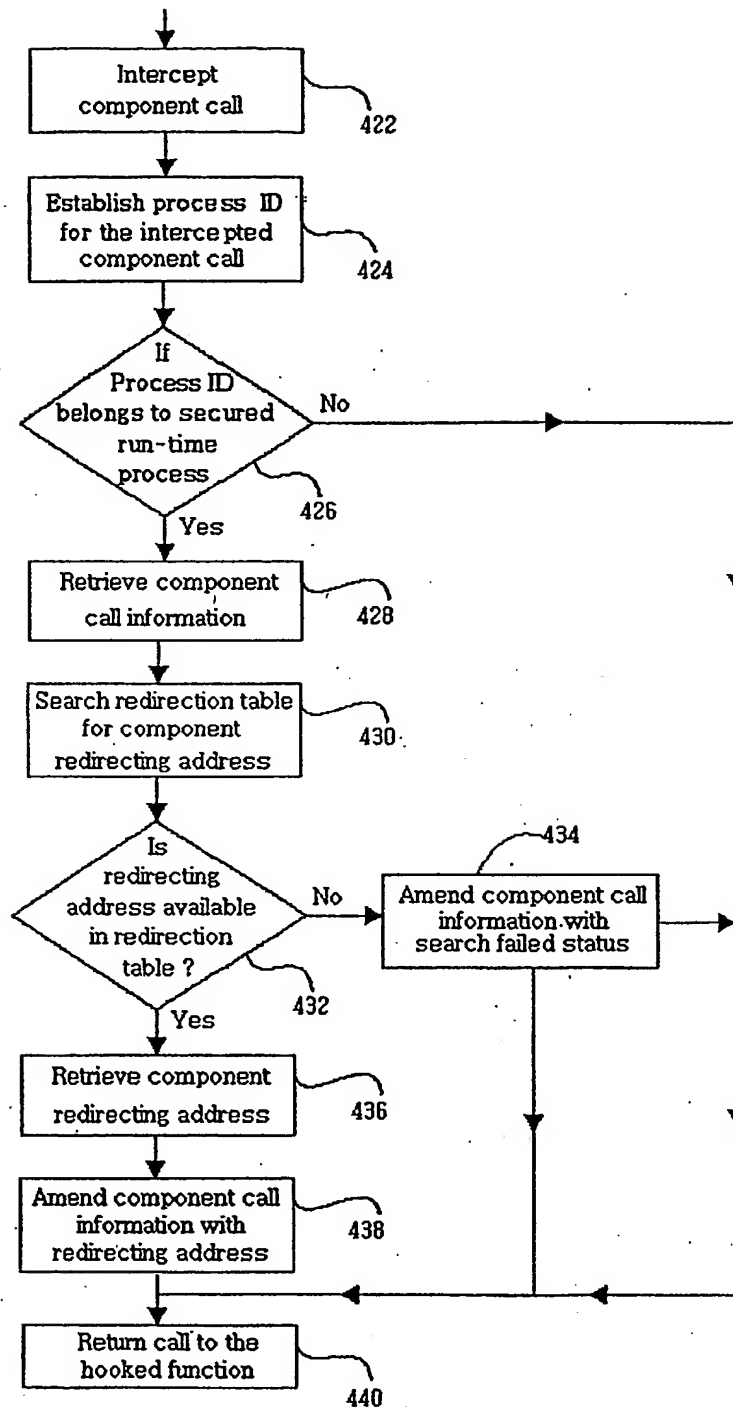 Intercept
component call
422
Establish process ID
for the intercepted
component call
424
If
Process ID
belongs to secured
run-time
process
No
426
Yes
Retrieve component
call information
428
Search redirection table
for component
redirecting address
430
Is
redirecting
address available
in redirection
table ?
No
432
434
Amend component call
information with
search failed status
Yes
Retrieve component
redirecting address
436
Amend component call
information with
redirecting address
438
Return call to the
hooked function
440